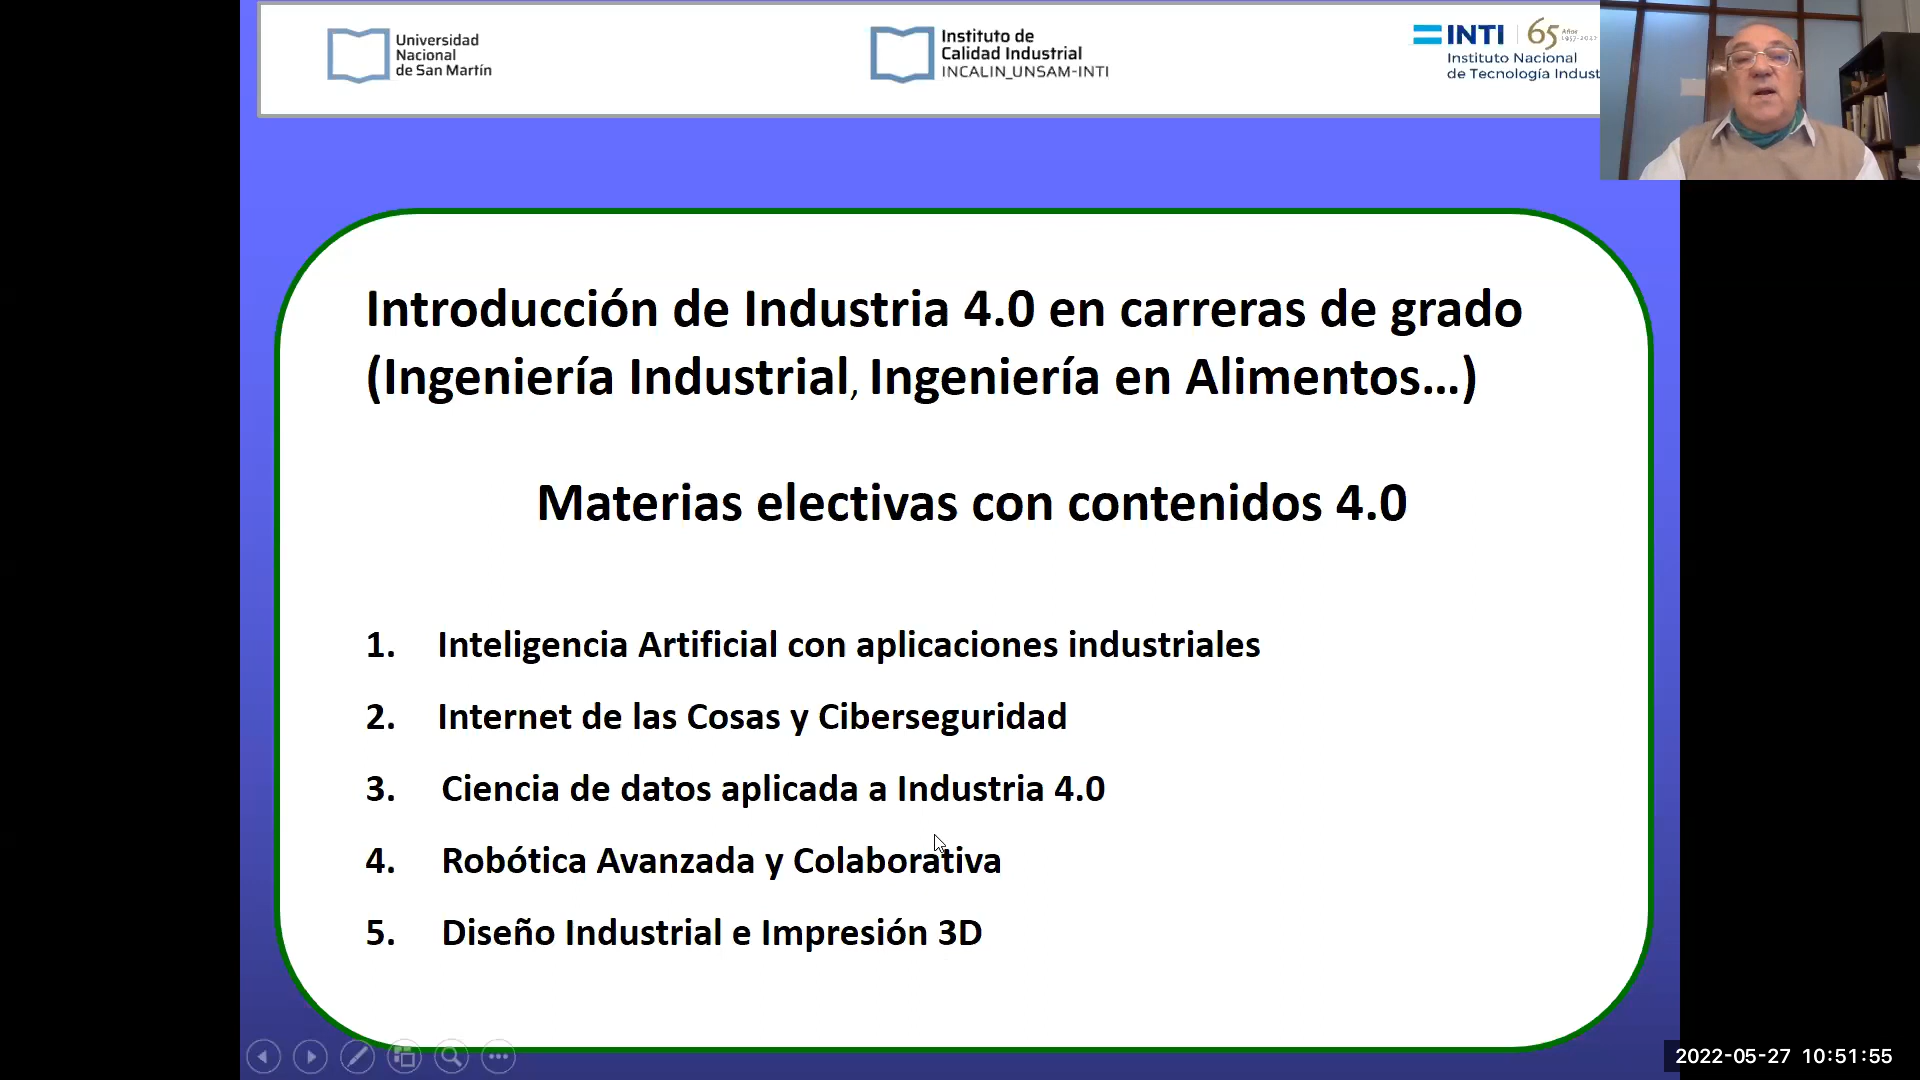 Universidad
Nacional
de San Martín
Instituto de
Calidad Industrial
INCALIN_UNSAM-INTI
INTI 65 Años
1957-2022
Instituto Nacional
de Tecnología Indust
Introducción de Industria 4.0 en carreras de grado
(Ingeniería Industrial, Ingeniería en Alimentos...)
Materias electivas con contenidos 4.0
1. Inteligencia Artificial con aplicaciones industriales
2. Internet de las Cosas y Ciberseguridad
3. Ciencia de datos aplicada a Industria 4.0
4. Robótica Avanzada y Colaborativa
5. Diseño Industrial e Impresión 3D
2022-05-27 10:51:55